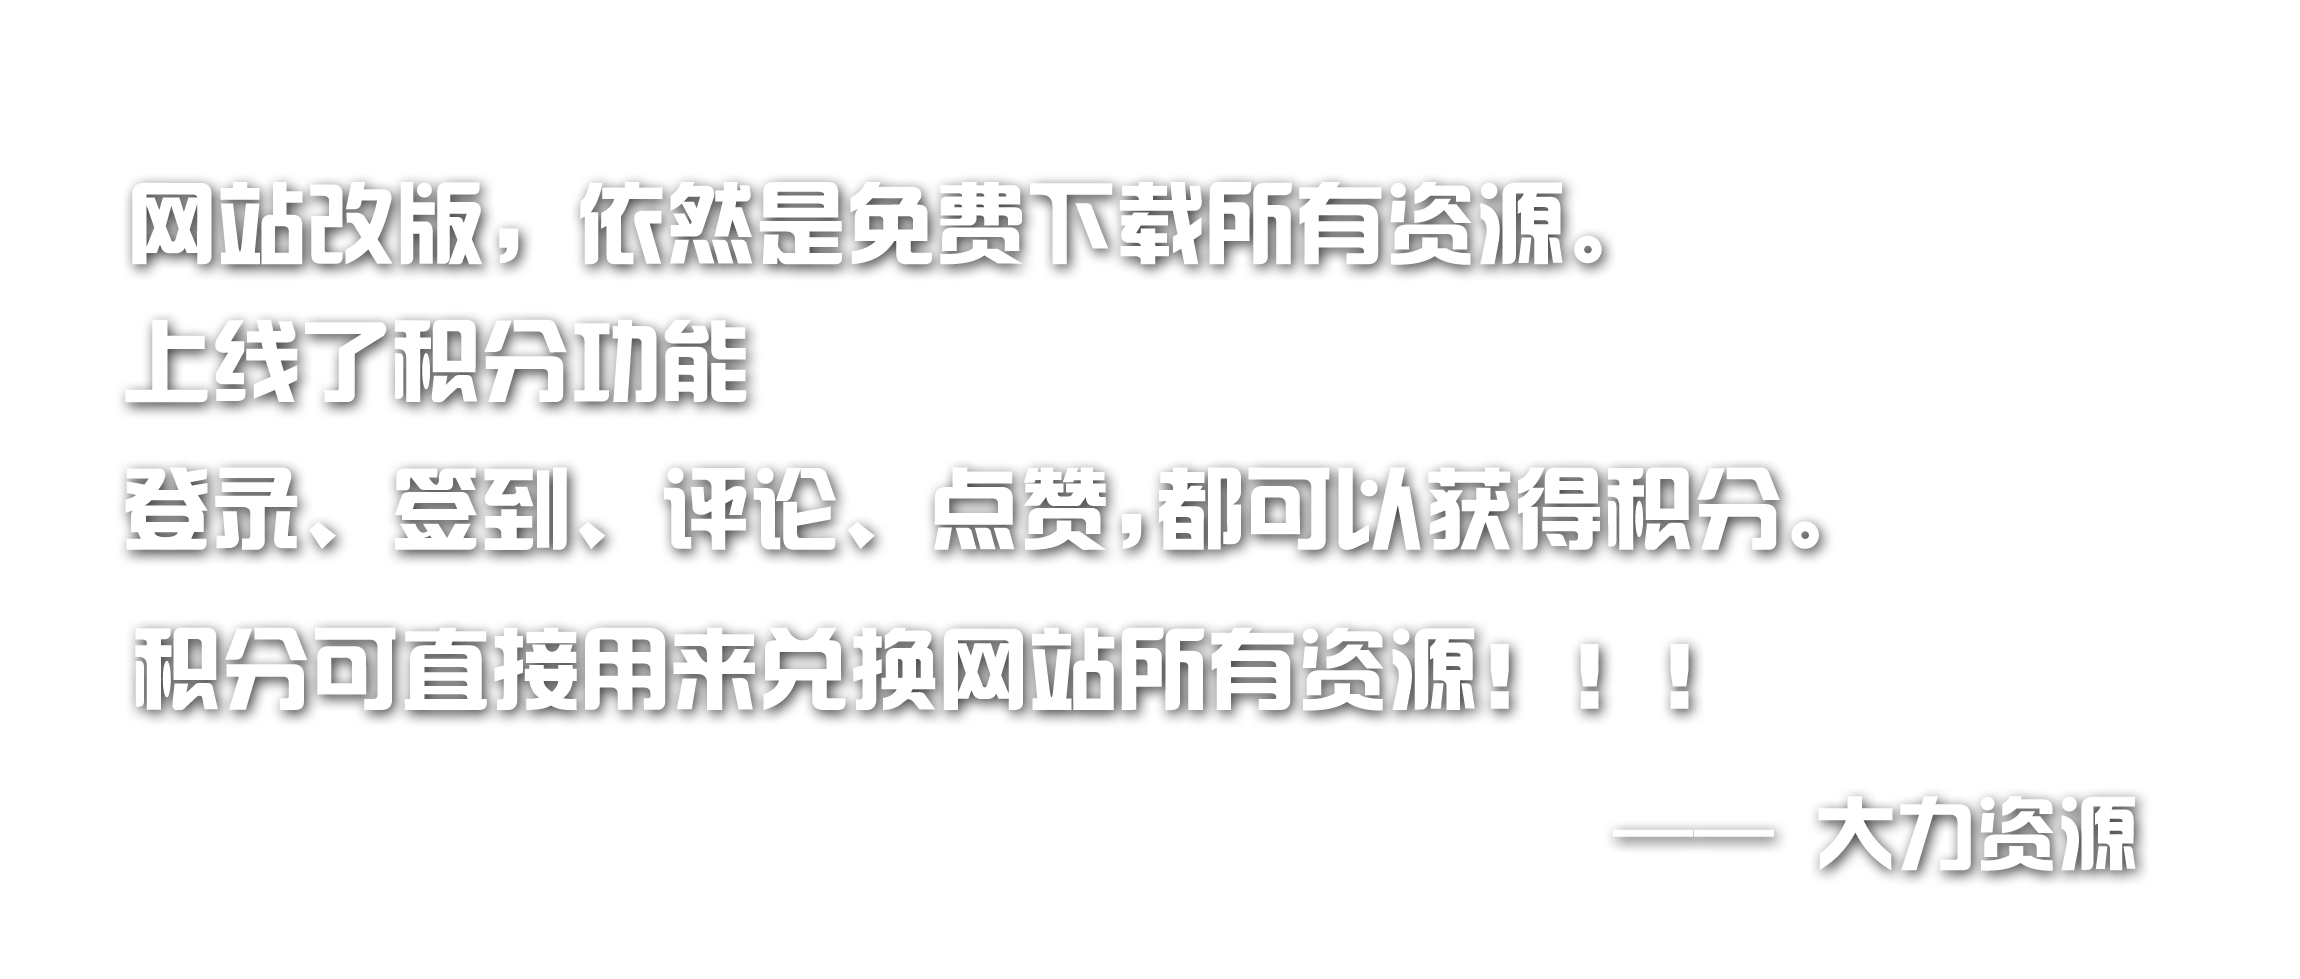 网站改版，依然是免费下载所有资源。
上线了积分功能
登录、签到、评论、点赞,都可以获得积分。
积分可直接用来兑换网站所有资源！！！
—— 大力资源